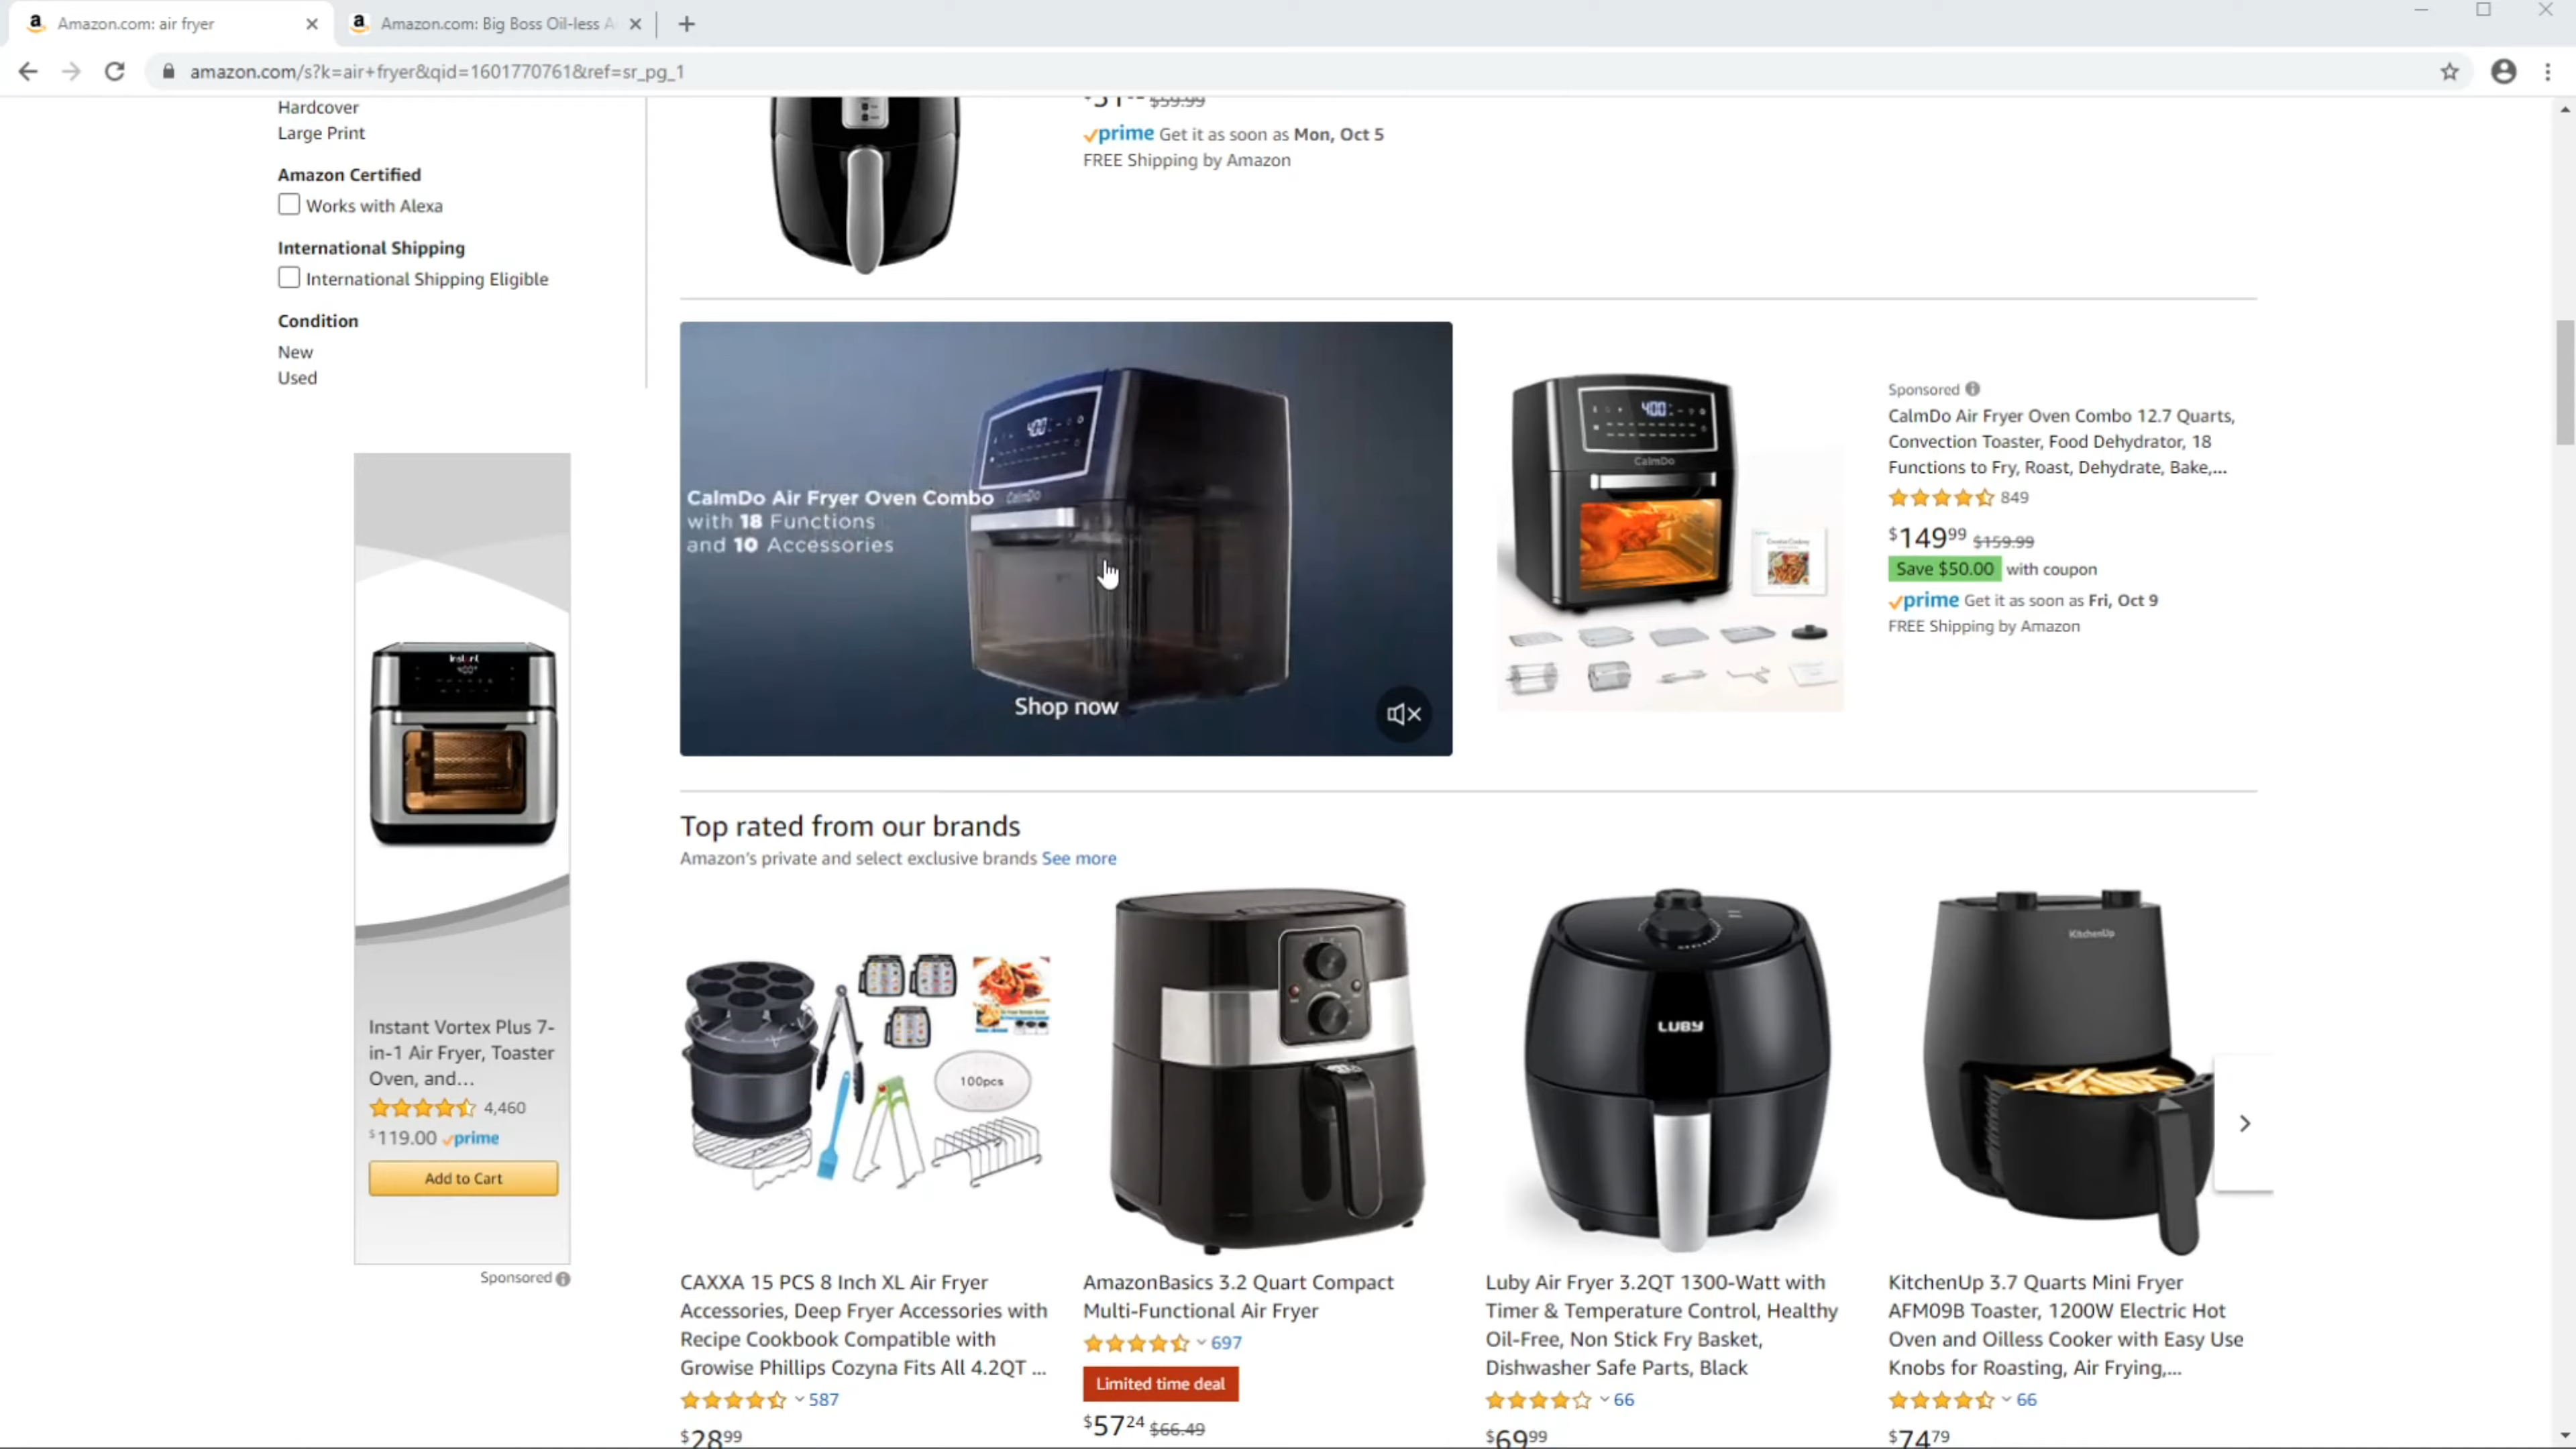 Amazon.com: air fryer
Amazon.com: Big Boss Oil-less A
amazon.com/s?k=air+fryer&qid=1601770761&ref=sr_pg_1
Hardcover
Large Print
Amazon Certified
Works with Alexa
International Shipping
International Shipping Eligible
Condition
New
Used
$59.99
prime Get it as soon as Mon, Oct 5
FREE Shipping by Amazon
CalmDo Air Fryer Oven Combo
with 18 Functions
and 10 Accessories
CalmDo
400
Shop now
400
CalmDo
Sponsored
CalmDo Air Fryer Oven Combo 12.7 Quarts,
Convection Toaster, Food Dehydrator, 18
Functions to Fry, Roast, Dehydrate, Bake,...
849
$149.99 $159.99
Save $50.00 with coupon
prime Get it as soon as Fri, Oct 9
FREE Shipping by Amazon
Instant
400°
Instant Vortex Plus 7-
in-1 Air Fryer, Toaster
Oven, and...
4,460
$119.00 prime
Add to Cart
Sponsored
Top rated from our brands
Amazon's private and select exclusive brands See more
100pcs
LUBY
KitchenUp
CAXXA 15 PCS 8 Inch XL Air Fryer
Accessories, Deep Fryer Accessories with
Recipe Cookbook Compatible with
Growise Phillips Cozyna Fits All 4.2QT ...
587
$28.99
AmazonBasics 3.2 Quart Compact
Multi-Functional Air Fryer
697
Limited time deal
$57.24 $66.49
Luby Air Fryer 3.2QT 1300-Watt with
Timer & Temperature Control, Healthy
Oil-Free, Non Stick Fry Basket,
Dishwasher Safe Parts, Black
66
$69.99
KitchenUp 3.7 Quarts Mini Fryer
AFM09B Toaster, 1200W Electric Hot
Oven and Oilless Cooker with Easy Use
Knobs for Roasting, Air Frying,...
66
$74.79